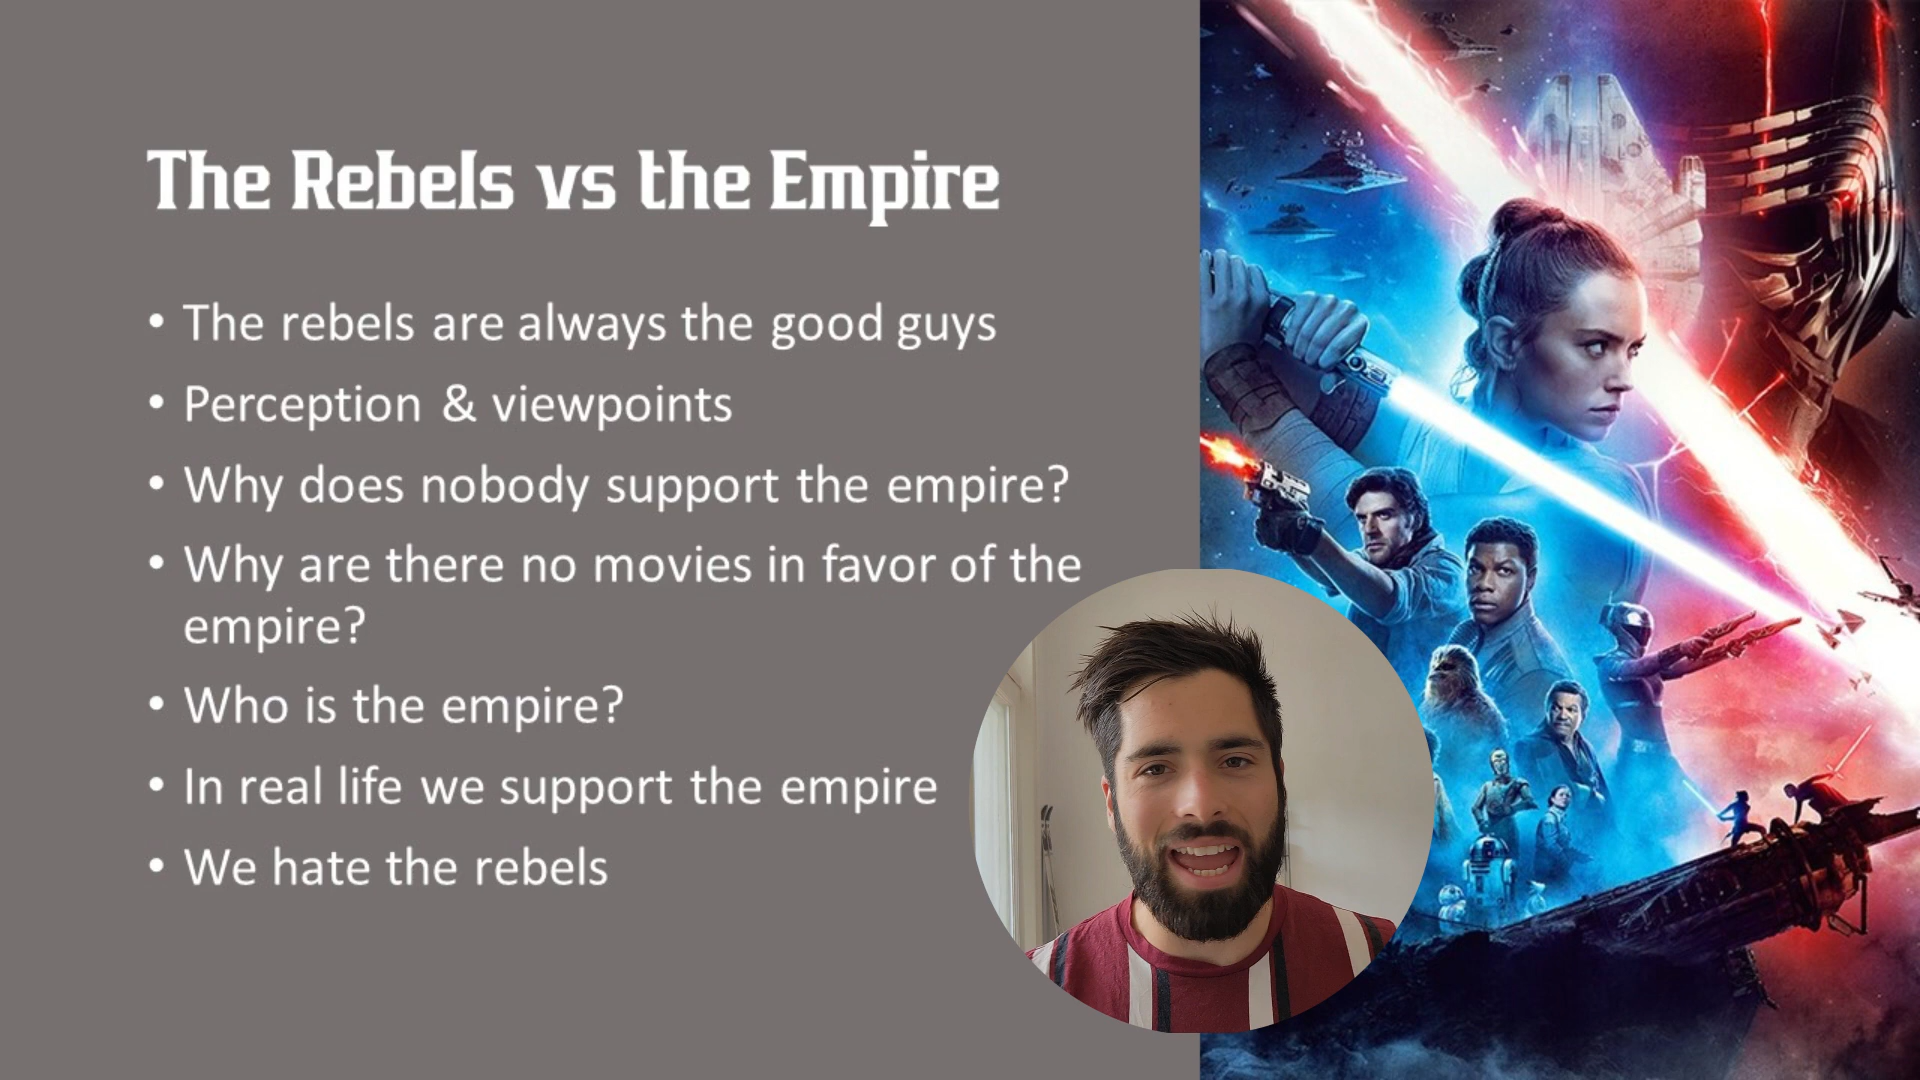 The Rebels vs the Empire
• The rebels are always the good guys
• Perception & viewpoints
• Why does nobody support the empire?
• Why are there no movies in favor of the
empire?
• Who is the empire?
• In real life we support the empire
• We hate the rebels